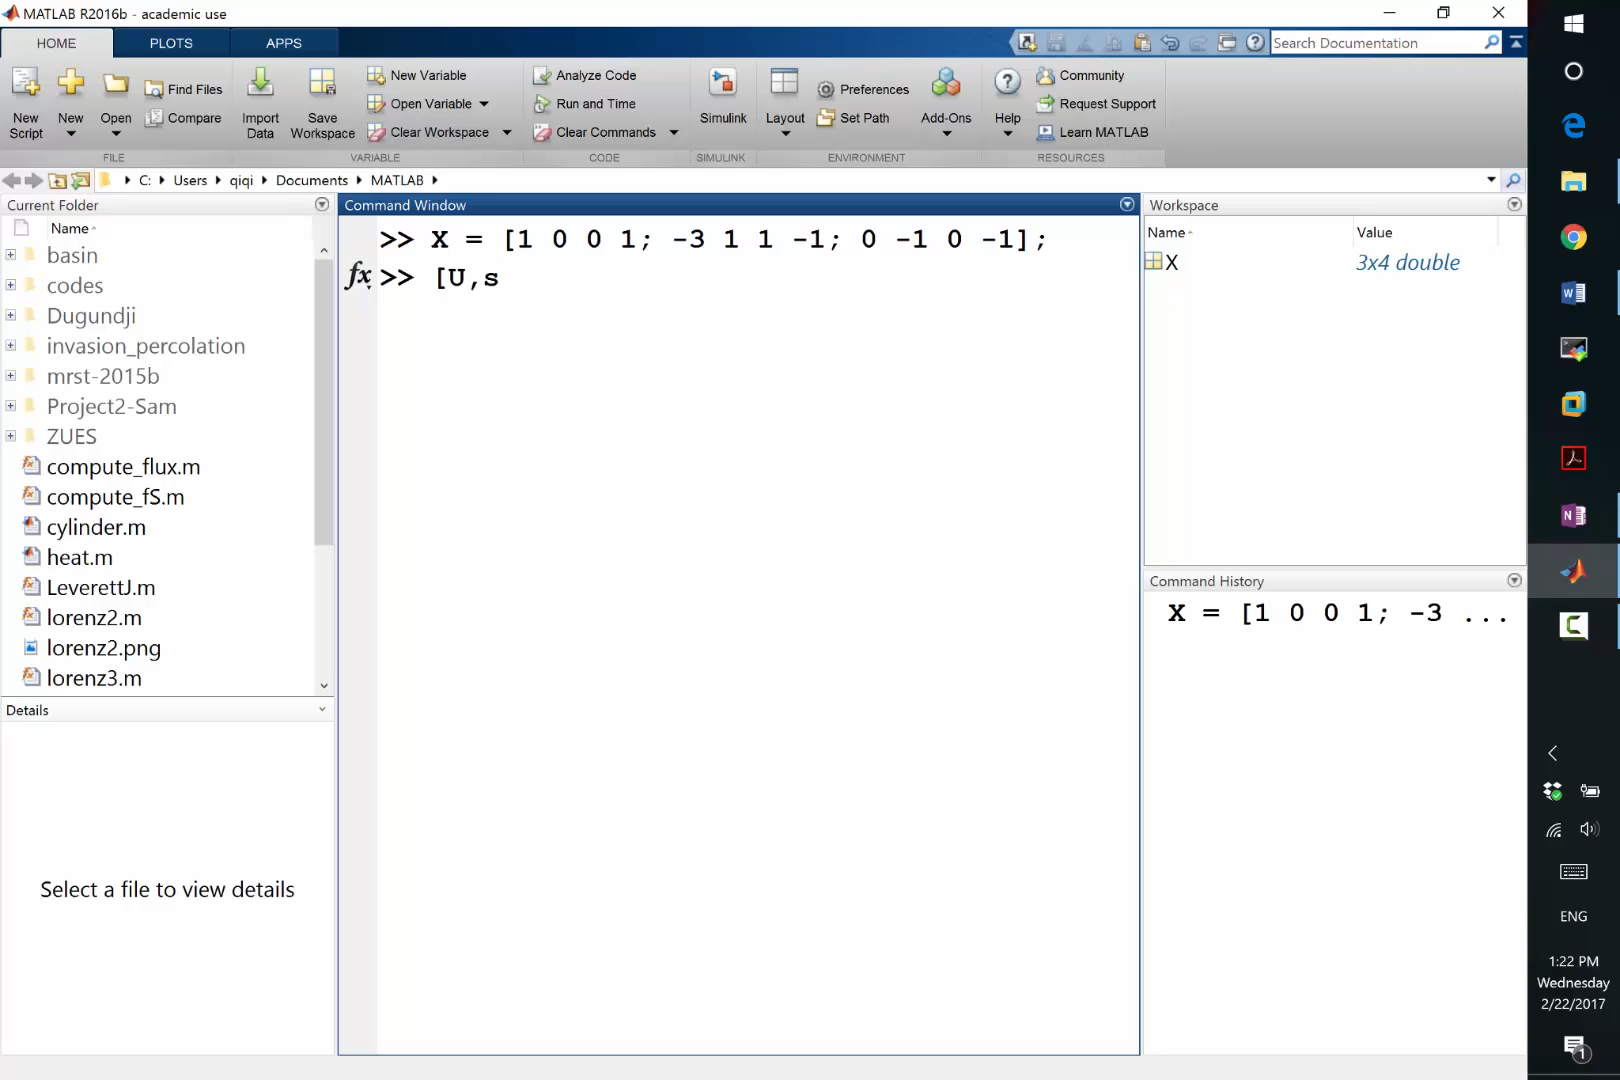 MATLAB R2016b - academic use
HOME
PLOTS
APPS
Search Documentation
New Script
New
Open
Find Files
Compare
Import Data
Save Workspace
New Variable
Open Variable
Clear Workspace
Analyze Code
Run and Time
Clear Commands
Simulink
Layout
Preferences
Set Path
Add-Ons
Help
Community
Request Support
Learn MATLAB
FILE
VARIABLE
CODE
SIMULINK
ENVIRONMENT
RESOURCES
C: Users qiqi Documents MATLAB
Current Folder
Name
basin
codes
Dugundji
invasion_percolation
mrst-2015b
Project2-Sam
ZUES
compute_flux.m
compute_fS.m
cylinder.m
heat.m
LeverettJ.m
lorenz2.m
lorenz2.png
lorenz3.m
Details
Select a file to view details
Command Window
>> X = [1 0 0 1; -3 1 1 -1; 0 -1 0 -1];
fx >> [U,s
Workspace
Name Value
X 3x4 double
Command History
X = [1 0 0 1; -3 ...
ENG
1:22 PM
Wednesday
2/22/2017
1